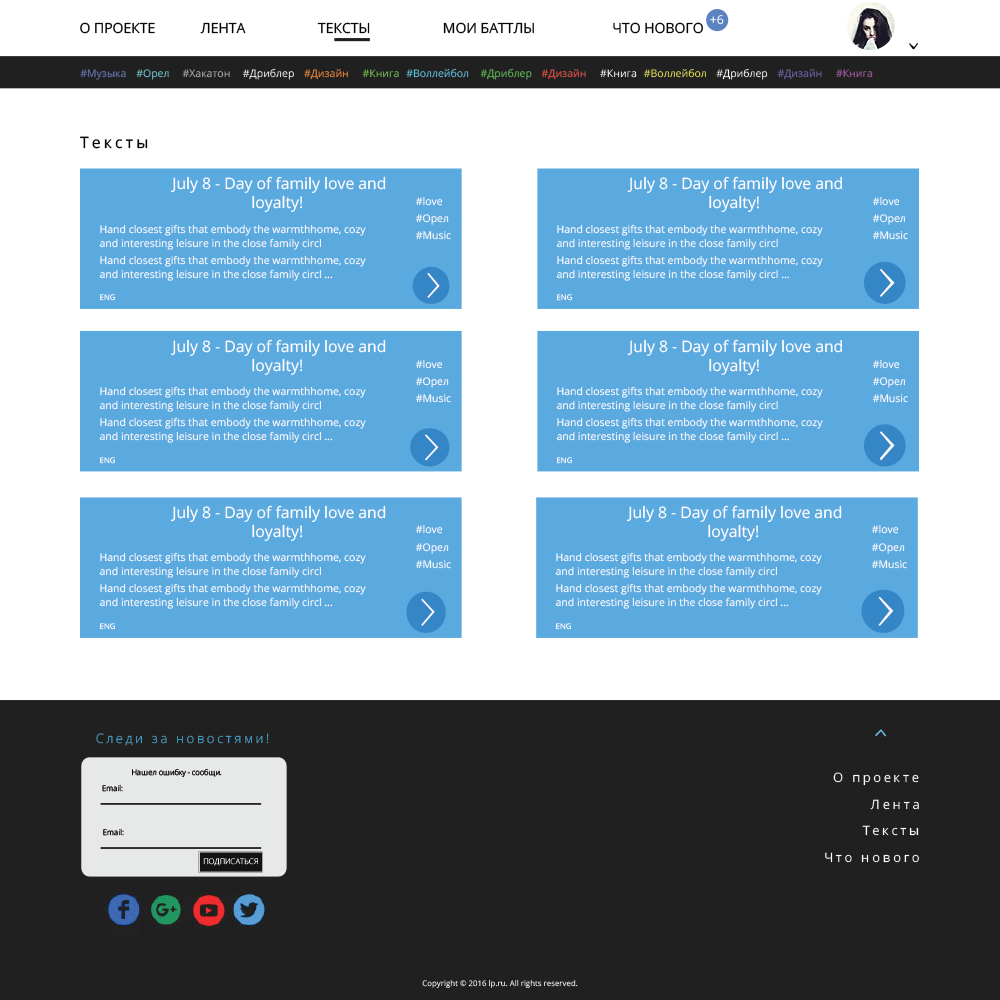 О ПРОЕКТЕ ЛЕНТА ТЕКСТЫ МОИ БАТТЛЫ ЧТО НОВОГО +6
#Музыка #Орел #Хакатон #Дриблер #Дизайн #Книга #Воллейбол #Дриблер #Дизайн #Книга #Воллейбол #Дриблер #Дизайн #Книга
Тексты
July 8 - Day of family love and
loyalty!
#love
#Орел
#Music
Hand closest gifts that embody the warmthhome, cozy
and interesting leisure in the close family circl
Hand closest gifts that embody the warmthhome, cozy
and interesting leisure in the close family circl ...
ENG
July 8 - Day of family love and
loyalty!
#love
#Орел
#Music
Hand closest gifts that embody the warmthhome, cozy
and interesting leisure in the close family circl
Hand closest gifts that embody the warmthhome, cozy
and interesting leisure in the close family circl ...
ENG
July 8 - Day of family love and
loyalty!
#love
#Орел
#Music
Hand closest gifts that embody the warmthhome, cozy
and interesting leisure in the close family circl
Hand closest gifts that embody the warmthhome, cozy
and interesting leisure in the close family circl ...
ENG
July 8 - Day of family love and
loyalty!
#love
#Орел
#Music
Hand closest gifts that embody the warmthhome, cozy
and interesting leisure in the close family circl
Hand closest gifts that embody the warmthhome, cozy
and interesting leisure in the close family circl ...
ENG
July 8 - Day of family love and
loyalty!
#love
#Орел
#Music
Hand closest gifts that embody the warmthhome, cozy
and interesting leisure in the close family circl
Hand closest gifts that embody the warmthhome, cozy
and interesting leisure in the close family circl ...
ENG
July 8 - Day of family love and
loyalty!
#love
#Орел
#Music
Hand closest gifts that embody the warmthhome, cozy
and interesting leisure in the close family circl
Hand closest gifts that embody the warmthhome, cozy
and interesting leisure in the close family circl ...
ENG
Следи за новостями!
Нашел ошибку - сообщи.
Email:
Email:
ПОДПИСАТЬСЯ
О проекте
Лента
Тексты
Что нового
Copyright © 2016 lp.ru. All rights reserved.